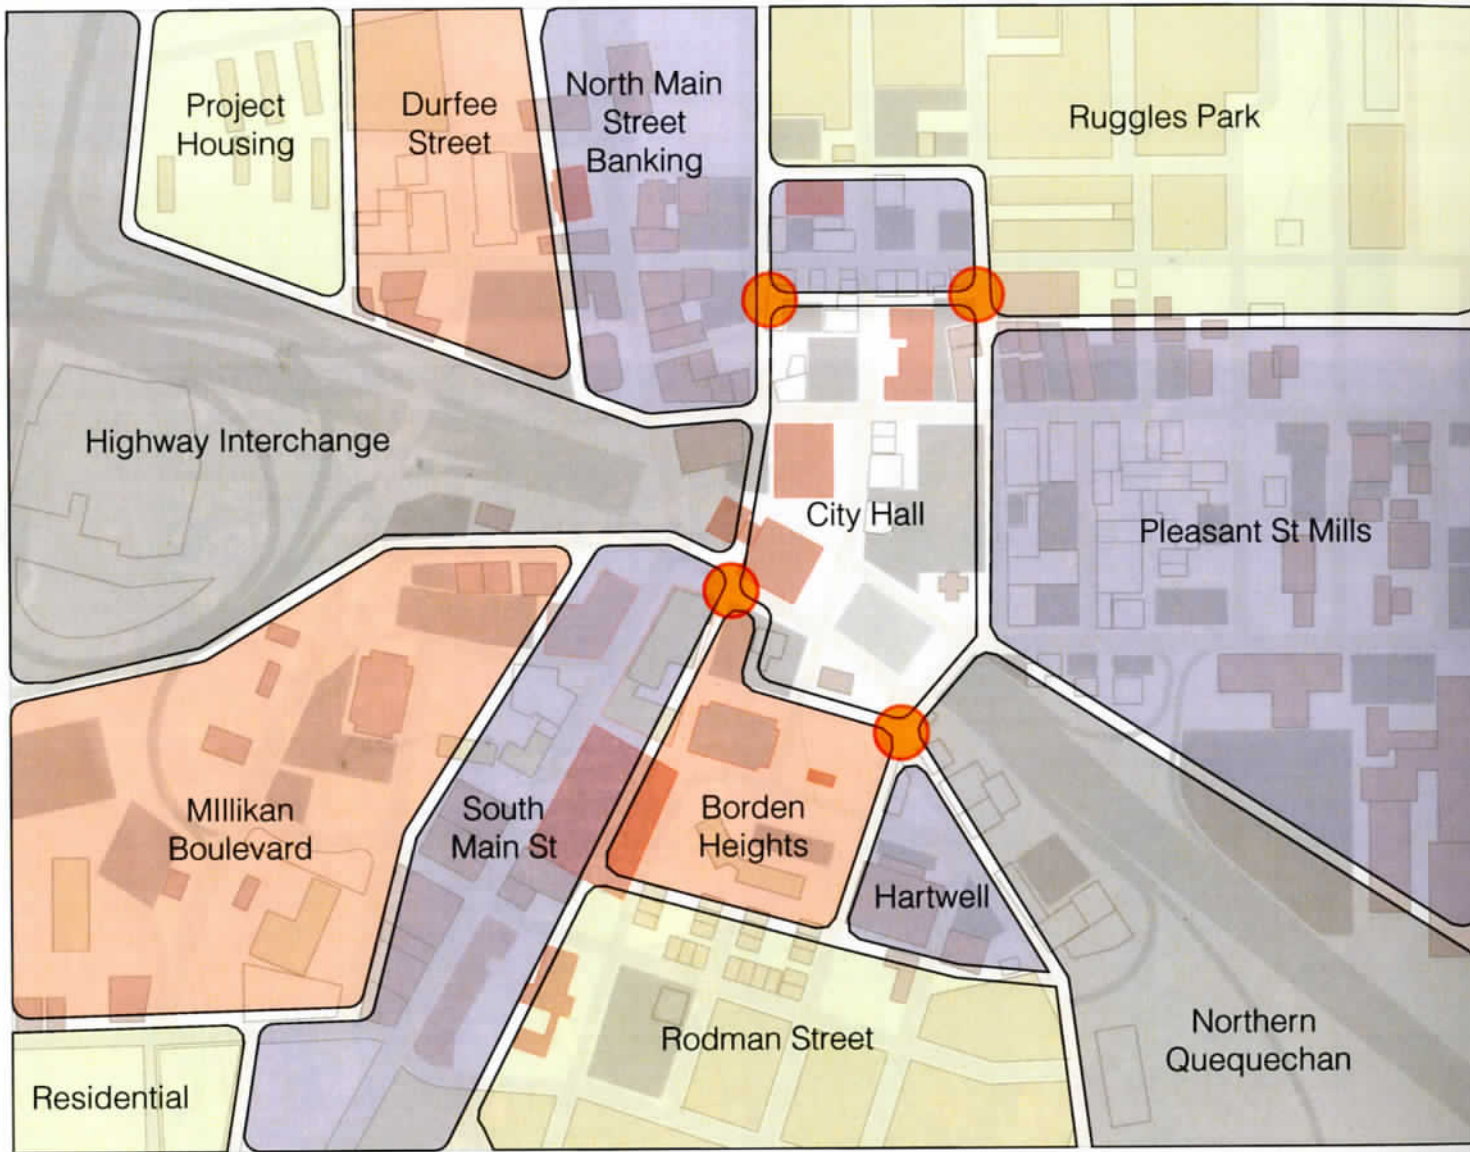 Project
Housing
Durfee
Street
North Main
Street
Banking
Ruggles Park
Highway Interchange
City Hall
Pleasant St Mills
MIllikan
Boulevard
South
Main St
Borden
Heights
Hartwell
Rodman Street
Northern
Quequechan
Residential